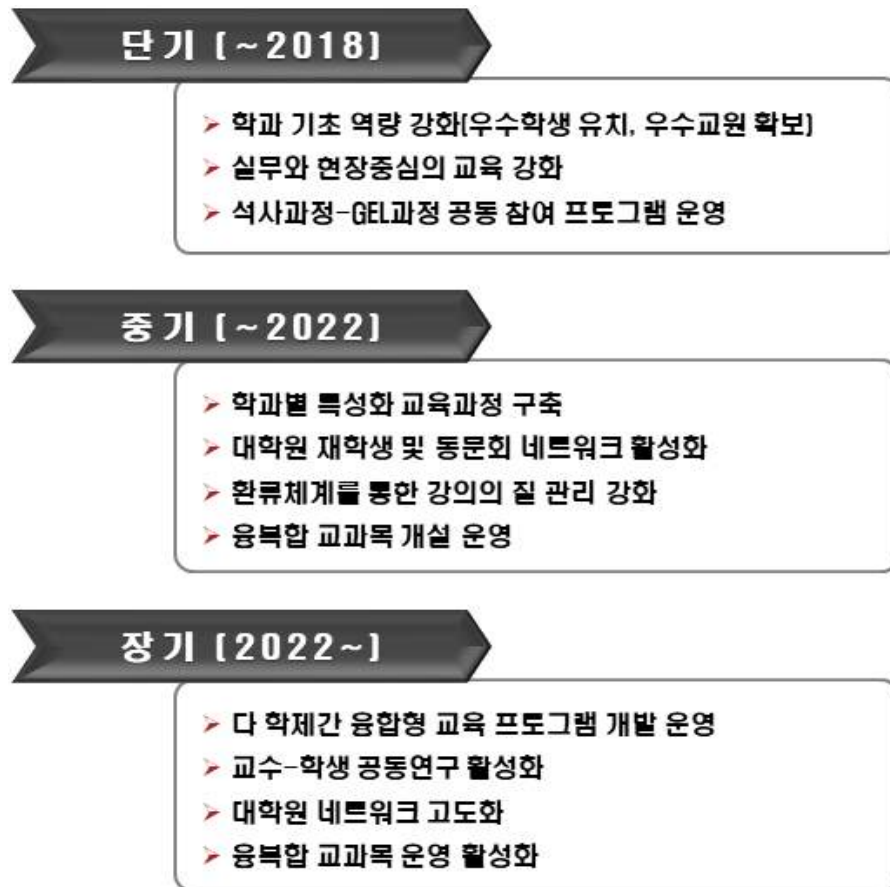 단기 (~2018)
➢ 학과 기초 역량 강화(우수학생 유치, 우수교원 확보)
➢ 실무와 현장중심의 교육 강화
➢ 석사과정-GEL과정 공동 참여 프로그램 운영
중기 (~2022)
➢ 학과별 특성화 교육과정 구축
➢ 대학원 재학생 및 동문회 네트워크 활성화
➢ 환류체계를 통한 강의의 질 관리 강화
➢ 융복합 교과목 개설 운영
장기 (2022~)
➢ 다 학제간 융합형 교육 프로그램 개발 운영
➢ 교수-학생 공동연구 활성화
➢ 대학원 네트워크 고도화
➢ 융복합 교과목 운영 활성화